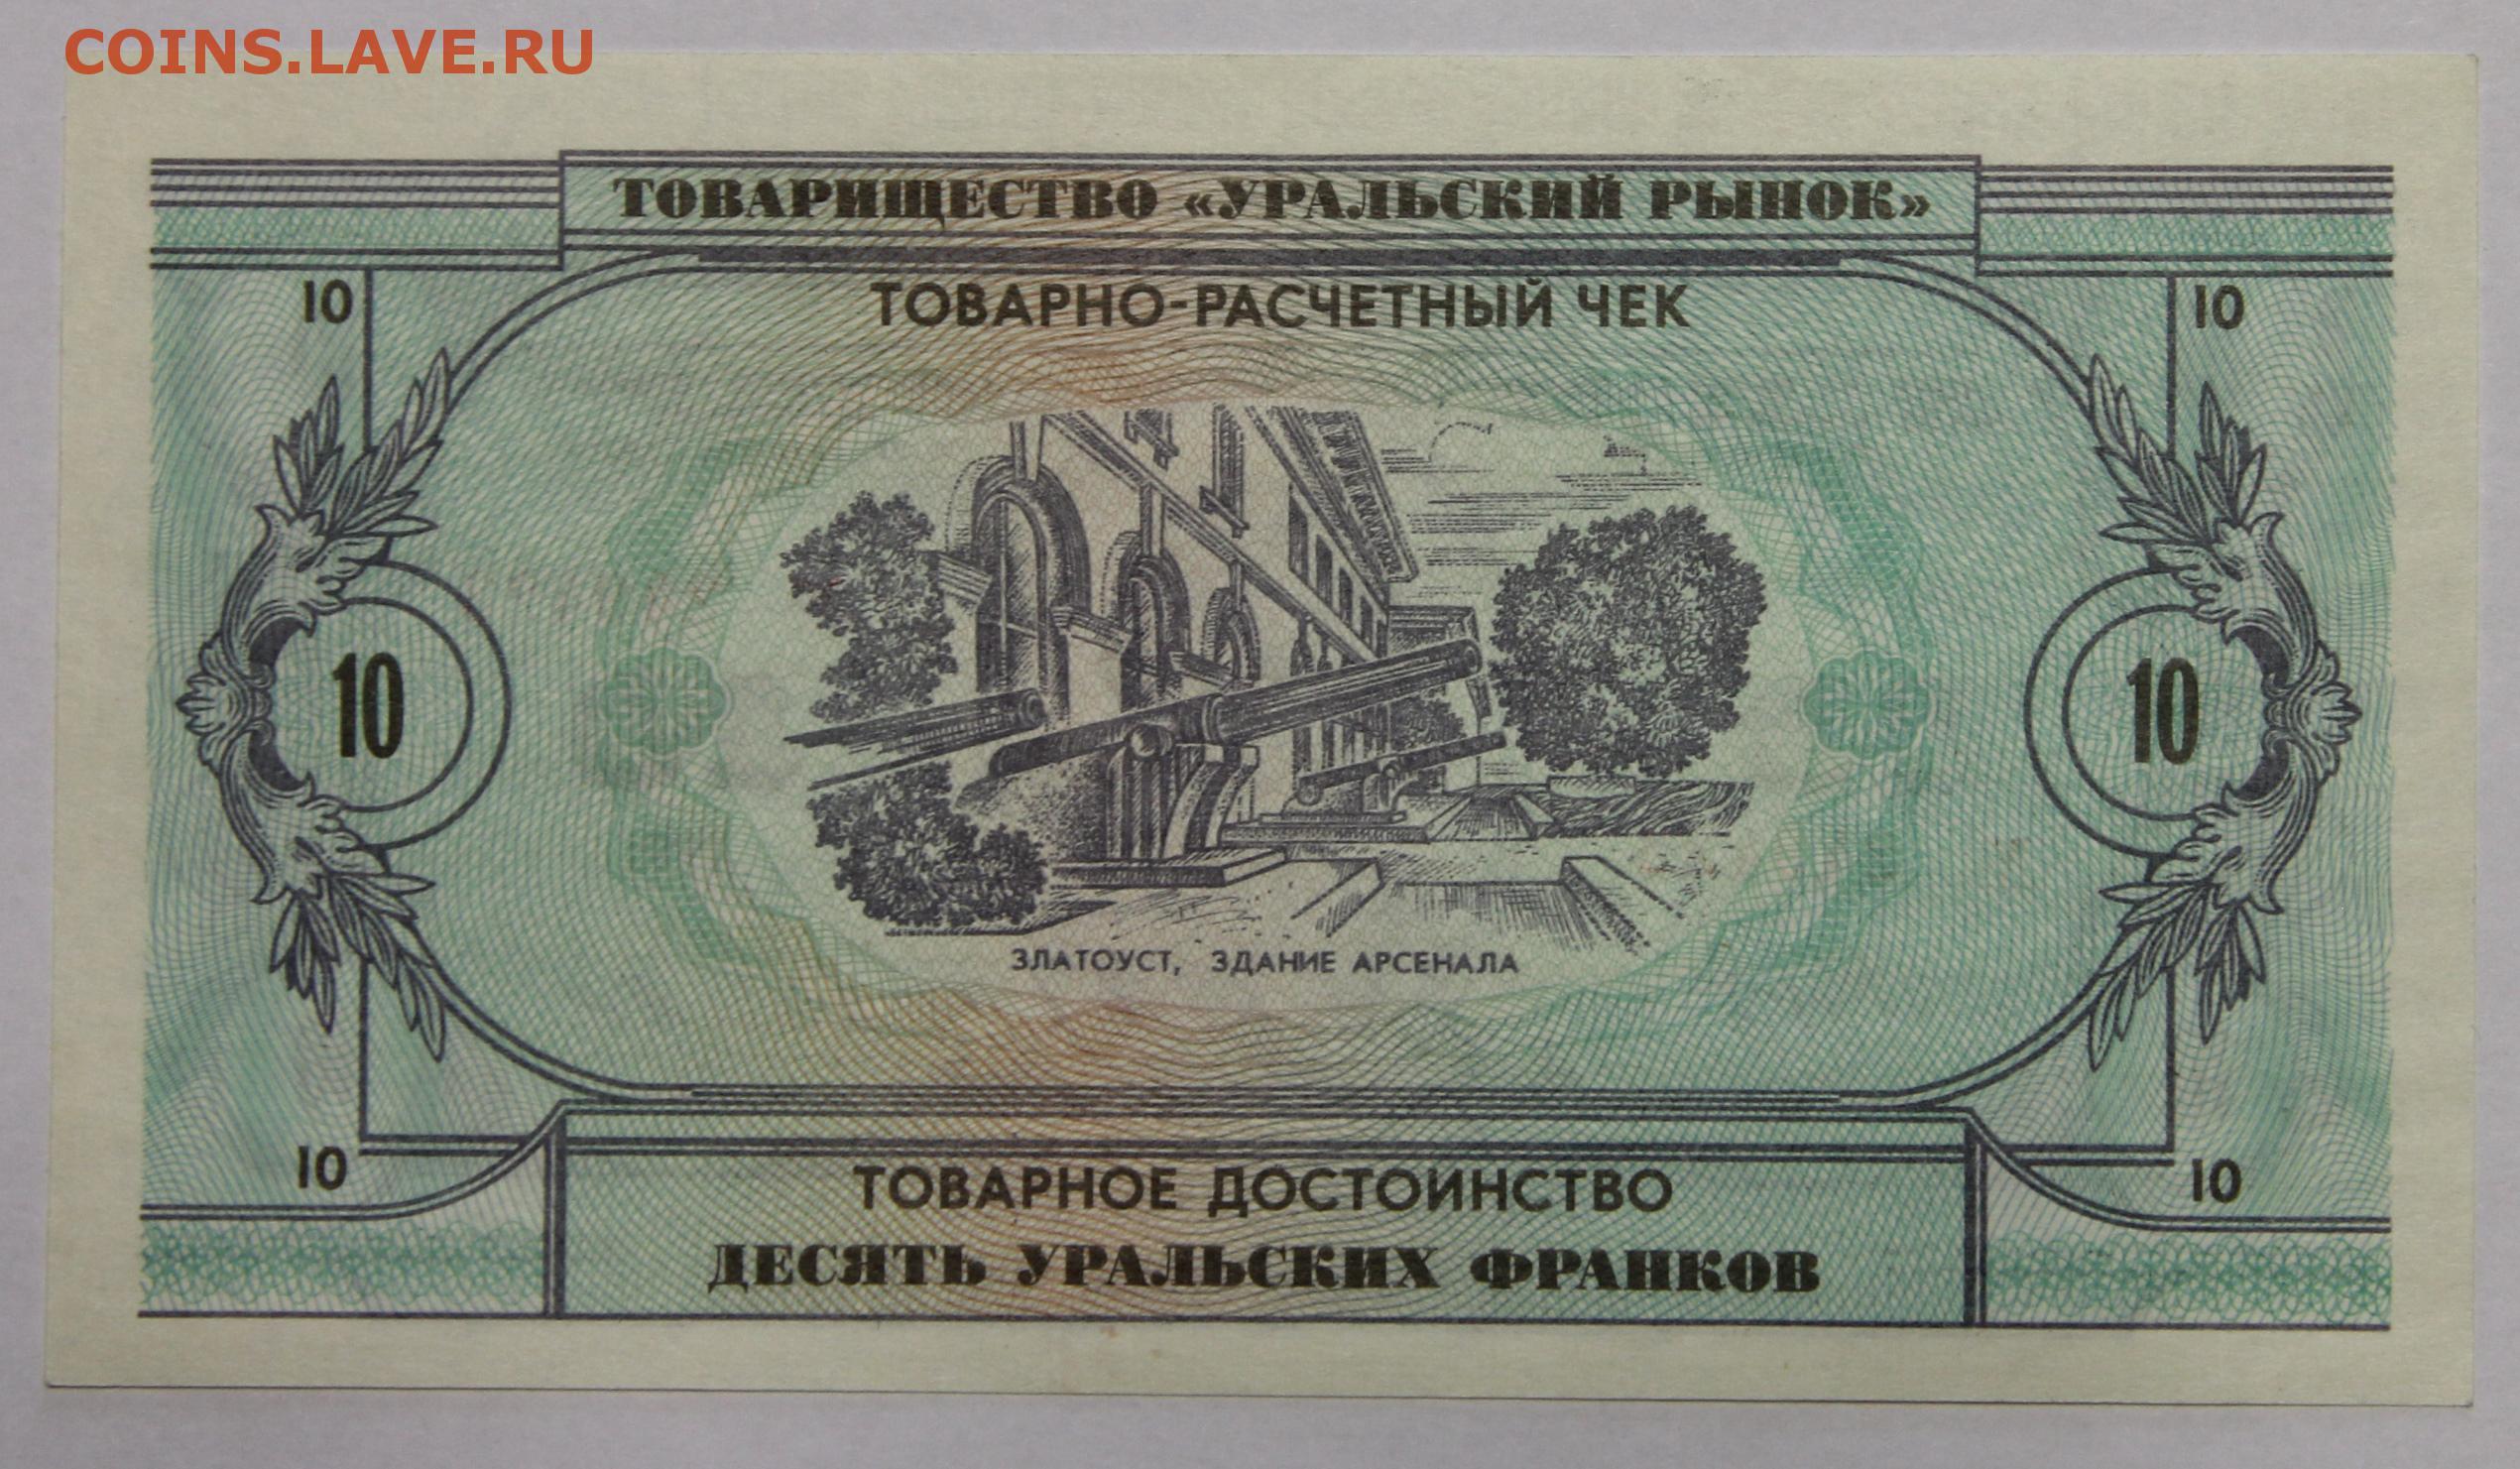 COINS.LAVE.RU
ТОВАРИЩЕСТВО «УРАЛЬСКИЙ РЫНОК»
ТОВАРНО-РАСЧЕТНЫЙ ЧЕК
10 10
10 10
ЗЛАТОУСТ, ЗДАНИЕ АРСЕНАЛА
10 10
ТОВАРНОЕ ДОСТОИНСТВО
ДЕСЯТЬ УРАЛЬСКИХ ФРАНКОВ